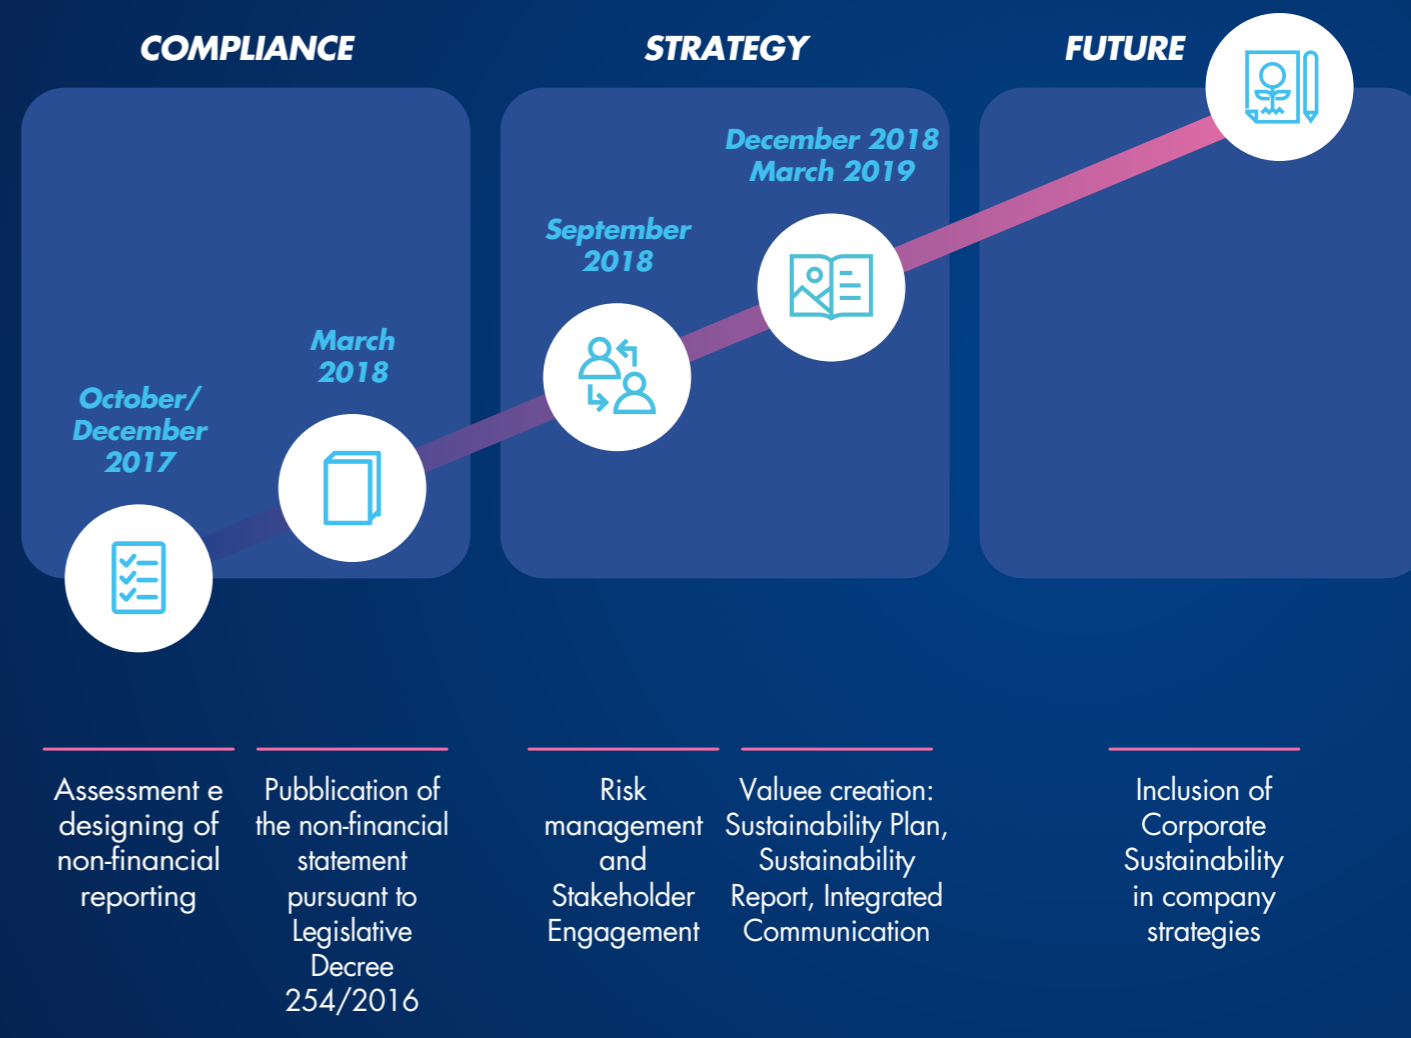 COMPLIANCE
STRATEGY
FUTURE
October/
December
2017
March
2018
September
2018
December 2018
March 2019
Assessment e
designing of
non-financial
reporting
Pubblication of
the non-financial
statement
pursuant to
Legislative
Decree
254/2016
Risk
management
and
Stakeholder
Engagement
Valuee creation:
Sustainability Plan,
Sustainability
Report, Integrated
Communication
Inclusion of
Corporate
Sustainability
in company
strategies